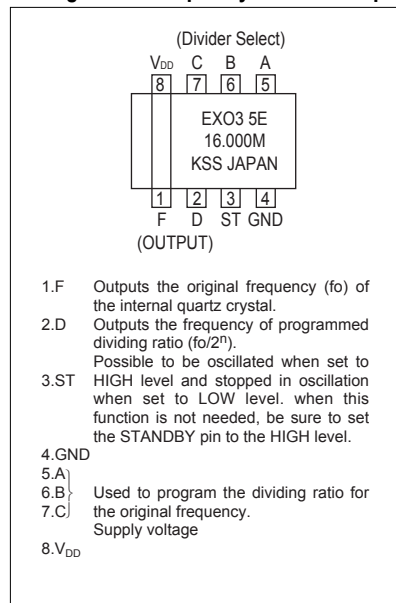 (Divider Select)
VDD C B A
8 7 6 5
EXO3 5E
16.000M
KSS JAPAN
1 2 3 4
F D ST GND
(OUTPUT)
1.F Outputs the original frequency (fo) of
the internal quartz crystal.
2.D Outputs the frequency of programmed
dividing ratio (fo/2ⁿ).
Possible to be oscillated when set to
3.ST HIGH level and stopped in oscillation
when set to LOW level. when this
function is not needed, be sure to set
the STANDBY pin to the HIGH level.
4.GND
5.A
6.B Used to program the dividing ratio for
7.C the original frequency.
Supply voltage
8.VDD